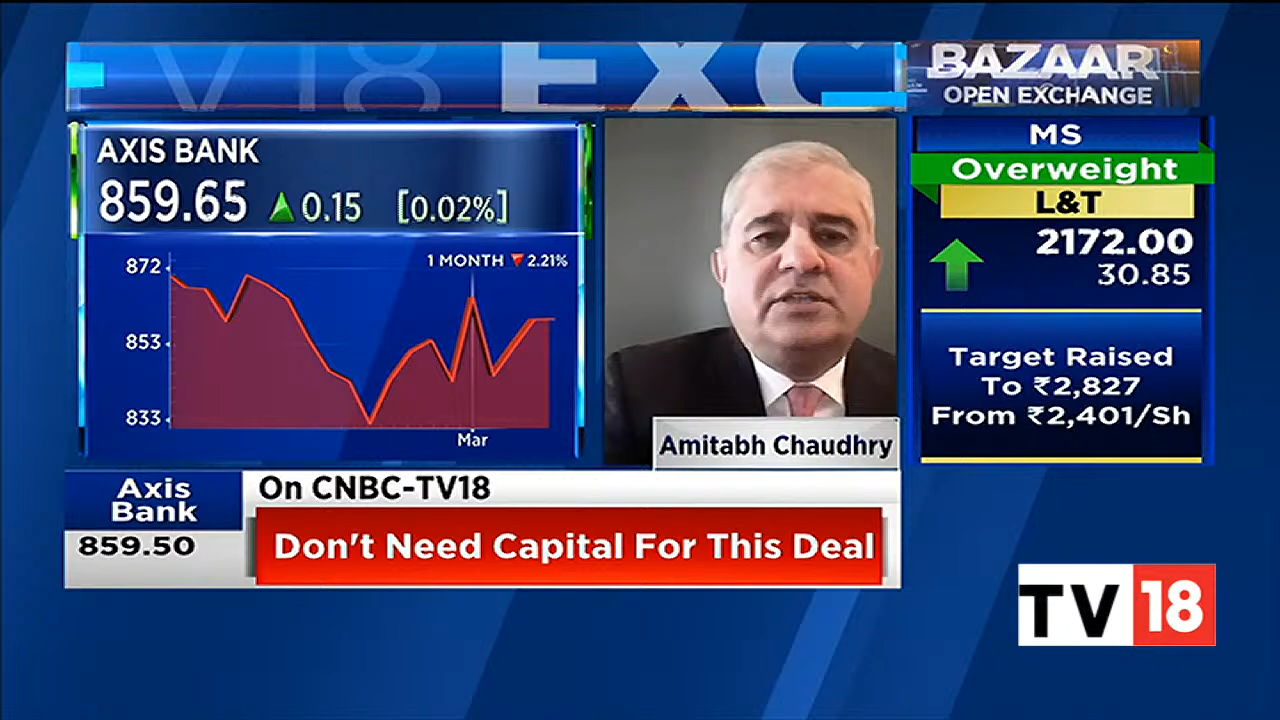 V18 EXC
BAZAAR
OPEN EXCHANGE
AXIS BANK
859.65 ▲ 0.15 [0.02%]
1 MONTH ▼ 2.21%
872
853
833
Mar
Amitabh Chaudhry
MS
Overweight
L&T
2172.00
30.85
Target Raised
To ₹2,827
From ₹2,401/Sh
Axis
Bank
859.50
On CNBC-TV18
Don't Need Capital For This Deal
TV18